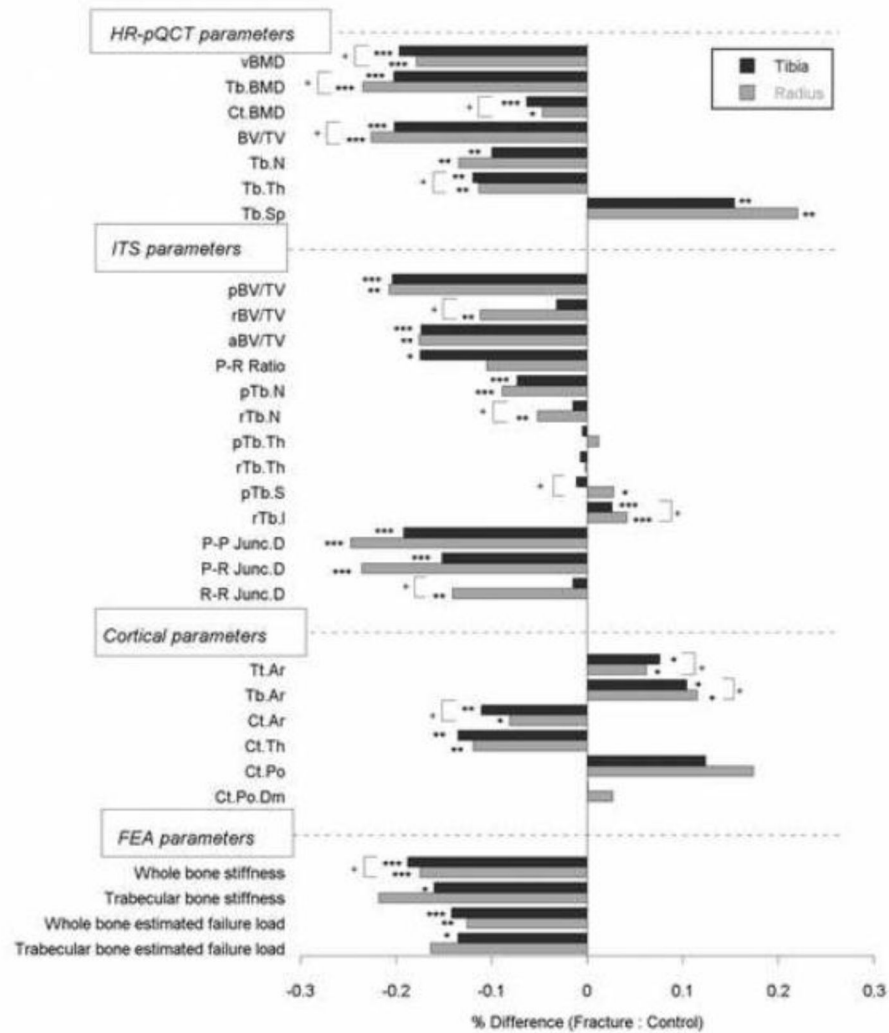 HR-pQCT parameters
Tibia
Radius
+ *** vBMD ***
+ *** Tb.BMD ***
+ *** Ct.BMD *
+ *** BV/TV ***
** Tb.N **
+ ** Tb.Th **
Tb.Sp ** **
ITS parameters
*** pBV/TV **
+ rBV/TV **
*** aBV/TV **
* P-R Ratio
*** pTb.N ***
+ rTb.N **
pTb.Th
rTb.Th
+ pTb.S *
rTb.I *** *** +
*** P-P Junc.D ***
*** P-R Junc.D ***
+ R-R Junc.D **
Cortical parameters
Tt.Ar * * +
Tb.Ar * * +
+ ** Ct.Ar *
** Ct.Th **
Ct.Po
Ct.Po.Dm
FEA parameters
+ *** Whole bone stiffness ***
* Trabecular bone stiffness
*** Whole bone estimated failure load **
* Trabecular bone estimated failure load
-0.3 -0.2 -0.1 0 0.1 0.2 0.3
% Difference (Fracture : Control)